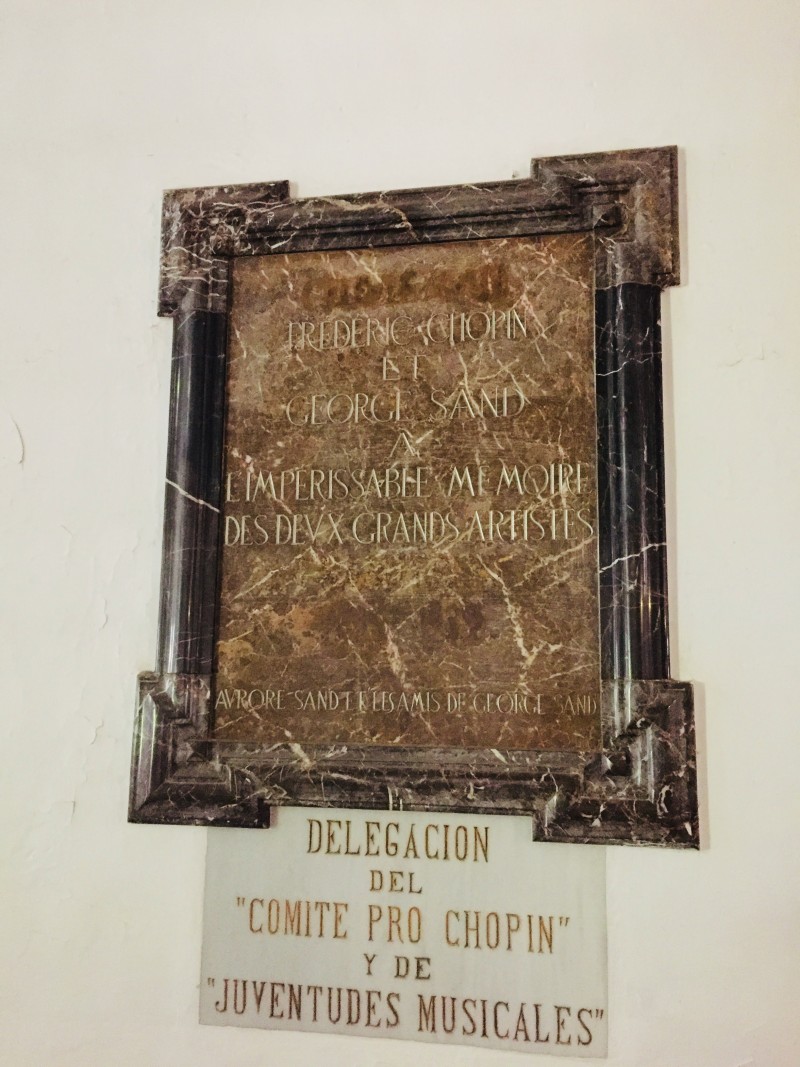 FREDERIC CHOPIN
ET
GEORGE SAND
A
L'IMPERISSABLE MEMOIRE
DES DEVX GRANDS ARTISTES
AVRORE SAND ET LES AMIS DE GEORGE SAND
DELEGACION
DEL
"COMITE PRO CHOPIN"
Y DE
"JUVENTUDES MUSICALES"